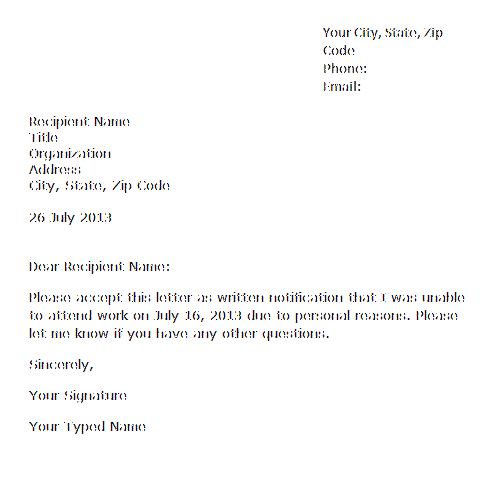 Your City, State, Zip
Code
Phone:
Email:
Recipient Name
Title
Organization
Address
City, State, Zip Code
26 July 2013
Dear Recipient Name:
Please accept this letter as written notification that I was unable
to attend work on July 16, 2013 due to personal reasons. Please
let me know if you have any other questions.
Sincerely,
Your Signature
Your Typed Name